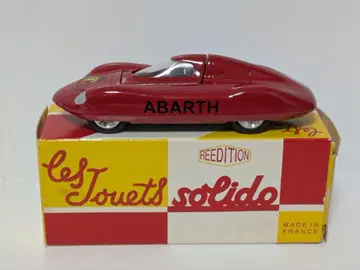 ABARTH
REEDITION
Les
Jouets solido
MADE IN
FRANCE